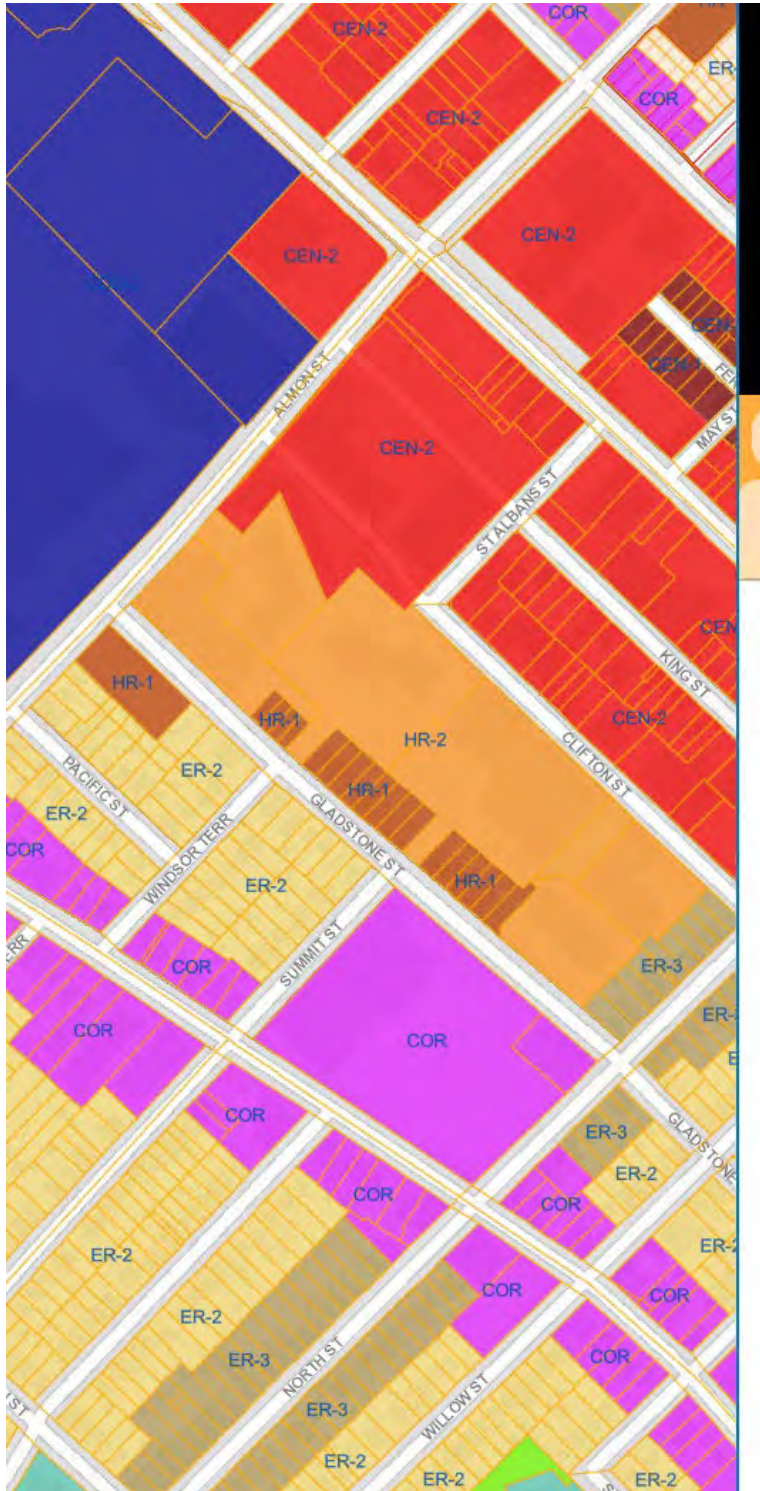 COR
CEN-2
ER-
COR
CEN-2
CEN-2
CEN-2
CEN-1
ALMON ST
MAY ST
CEN-2
ST ALBANS ST
KING ST
HR-1
CEN-2
HR-1
HR-2
CLIFTON ST
ER-2
PACIFIC ST
HR-1
ER-2
GLADSTONE ST
COR
WINDSOR TERR
HR-1
ER-2
SUMMIT ST
COR
ER-3
COR
COR
ER-
COR
ER-3
GLADSTONE
ER-2
COR
COR
ER-2
ER-2
COR
COR
ER-2
COR
ER-3
NORTH ST
ER-3
WILLOW ST
ER-2
ER-2
ER-2